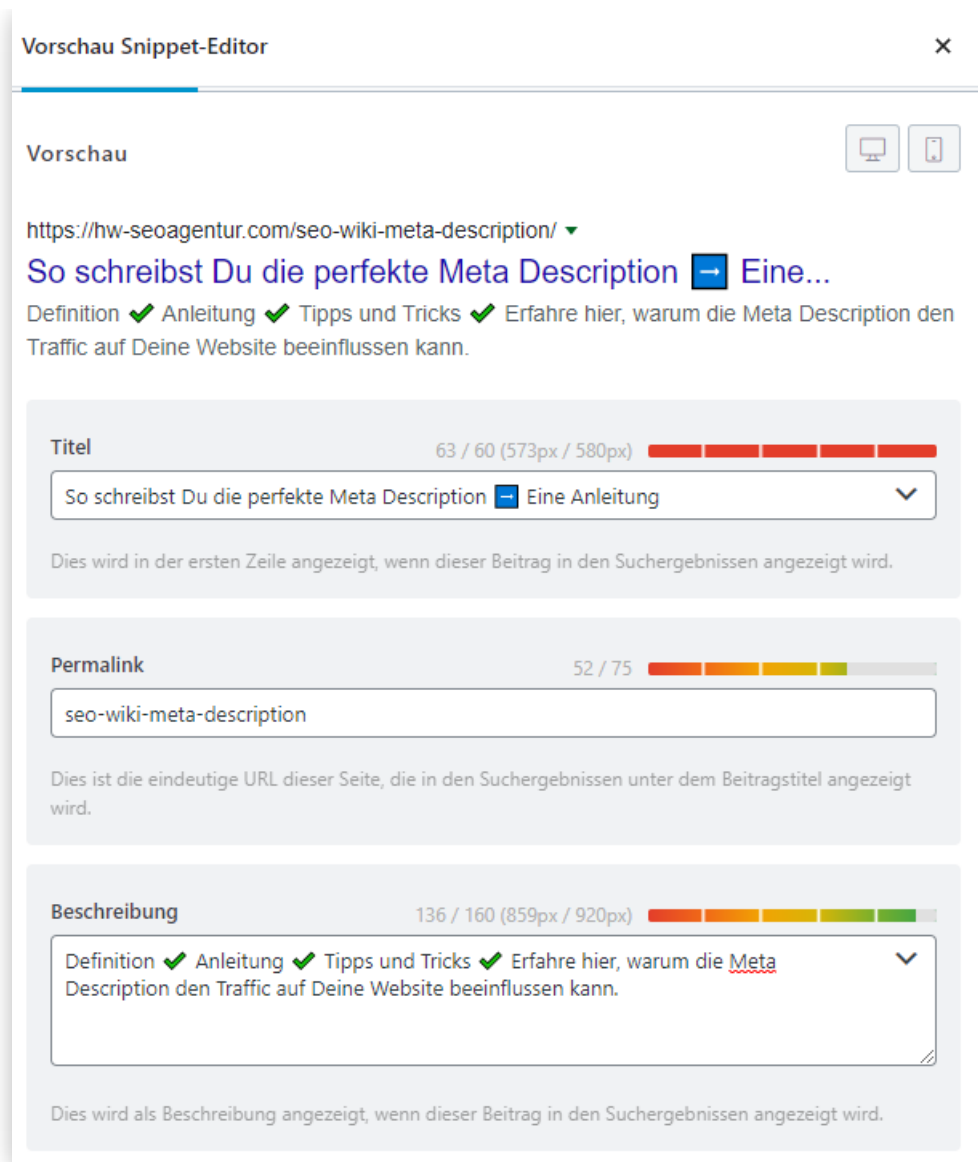 Vorschau Snippet-Editor ×
Vorschau
https://hw-seoagentur.com/seo-wiki-meta-description/ ▾
So schreibst Du die perfekte Meta Description ➡ Eine...
Definition ✔ Anleitung ✔ Tipps und Tricks ✔ Erfahre hier, warum die Meta Description den
Traffic auf Deine Website beeinflussen kann.
Titel 63 / 60 (573px / 580px)
So schreibst Du die perfekte Meta Description ➡ Eine Anleitung
Dies wird in der ersten Zeile angezeigt, wenn dieser Beitrag in den Suchergebnissen angezeigt wird.
Permalink 52 / 75
seo-wiki-meta-description
Dies ist die eindeutige URL dieser Seite, die in den Suchergebnissen unter dem Beitragstitel angezeigt
wird.
Beschreibung 136 / 160 (859px / 920px)
Definition ✔ Anleitung ✔ Tipps und Tricks ✔ Erfahre hier, warum die Meta
Description den Traffic auf Deine Website beeinflussen kann.
Dies wird als Beschreibung angezeigt, wenn dieser Beitrag in den Suchergebnissen angezeigt wird.